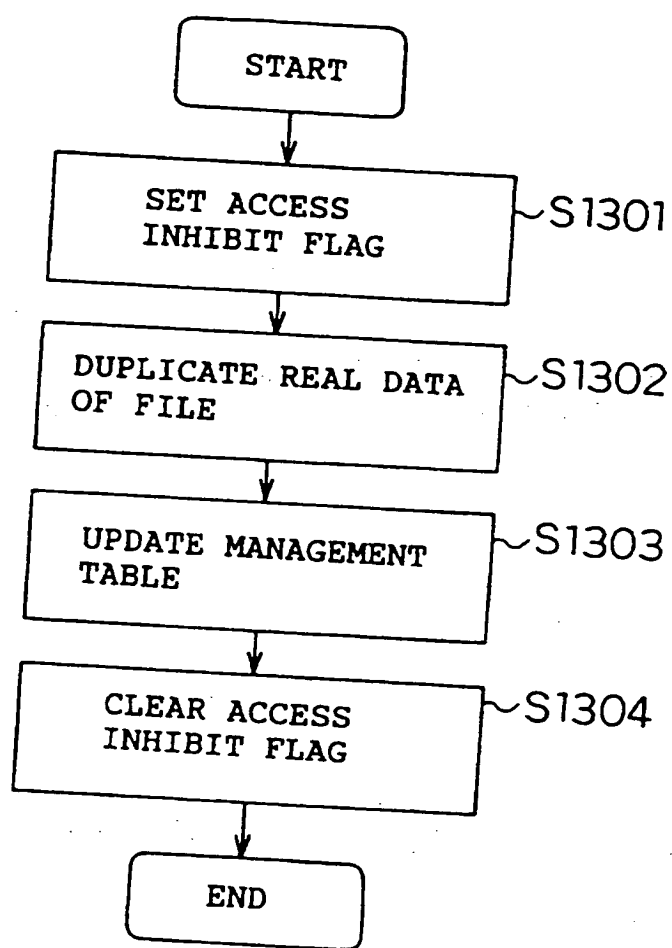 START
SET ACCESS
INHIBIT FLAG
S1301
DUPLICATE REAL DATA
OF FILE
S1302
UPDATE MANAGEMENT
TABLE
S1303
CLEAR ACCESS
INHIBIT FLAG
S1304
END